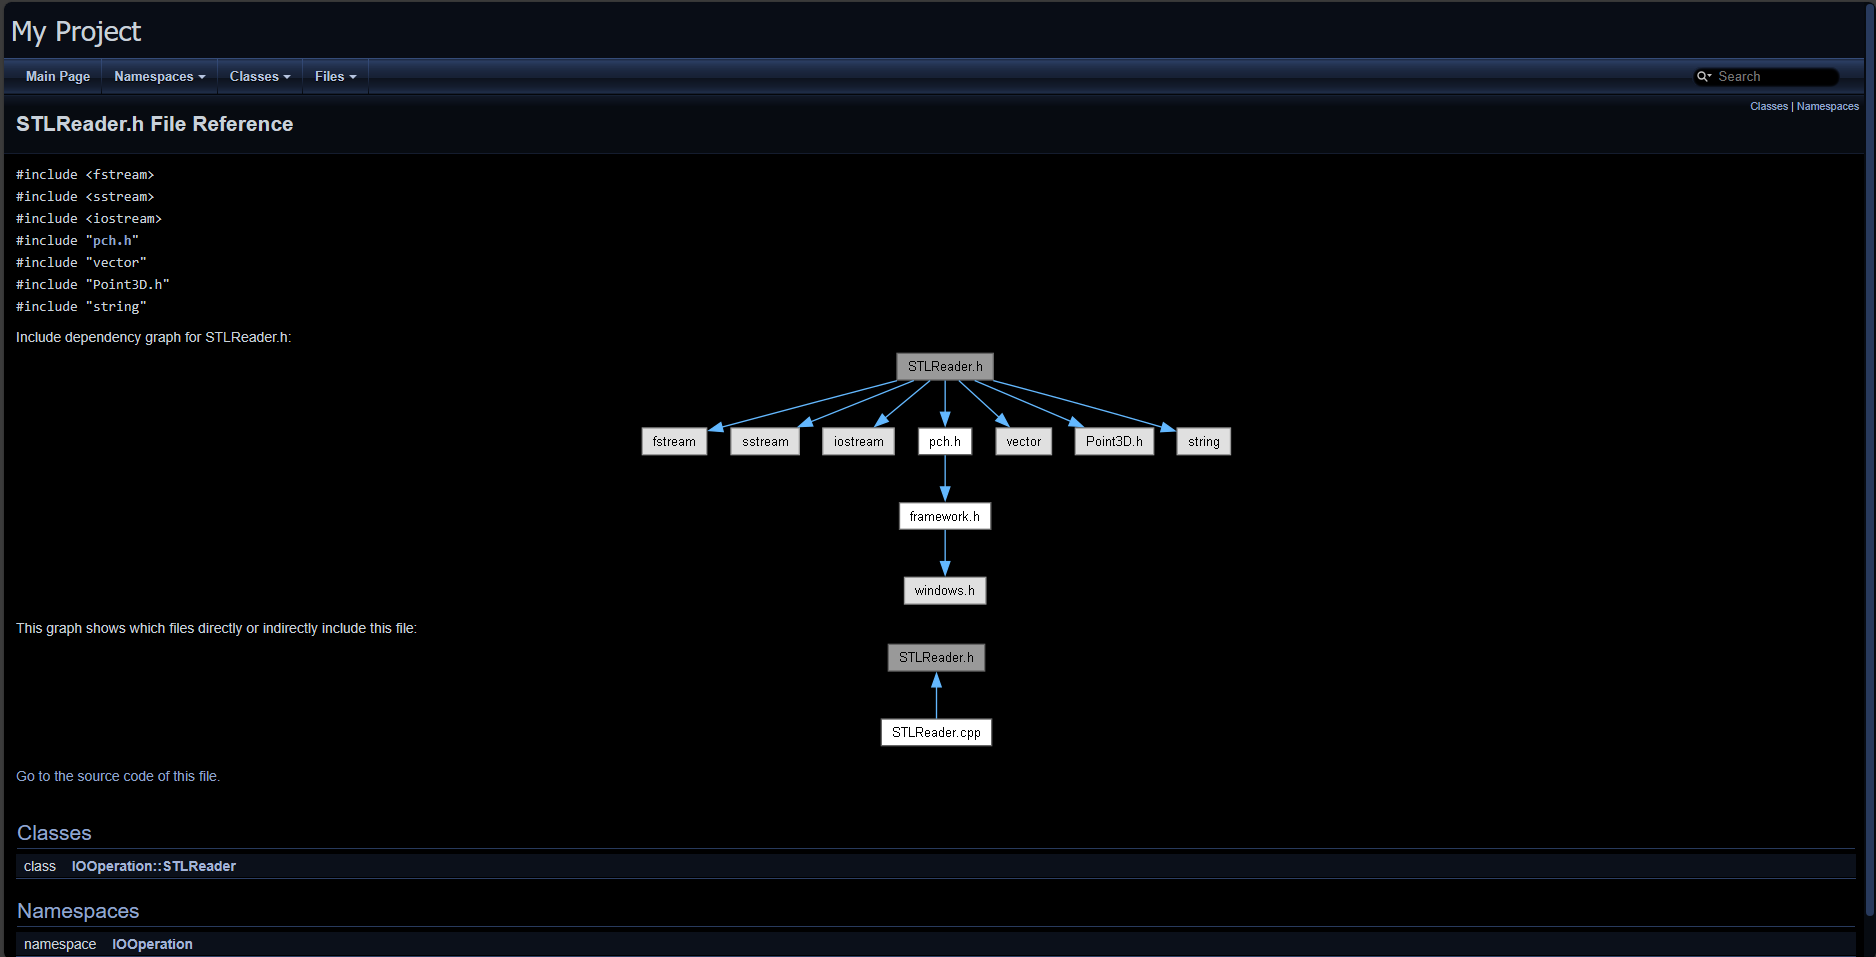 My Project
Main Page Namespaces Classes Files Search
Classes | Namespaces
STLReader.h File Reference
#include <fstream>
#include <sstream>
#include <iostream>
#include "pch.h"
#include "vector"
#include "Point3D.h"
#include "string"
Include dependency graph for STLReader.h:
STLReader.h
fstream sstream iostream pch.h vector Point3D.h string
framework.h
windows.h
This graph shows which files directly or indirectly include this file:
STLReader.h
STLReader.cpp
Go to the source code of this file.
Classes
class IOOperation::STLReader
Namespaces
namespace IOOperation